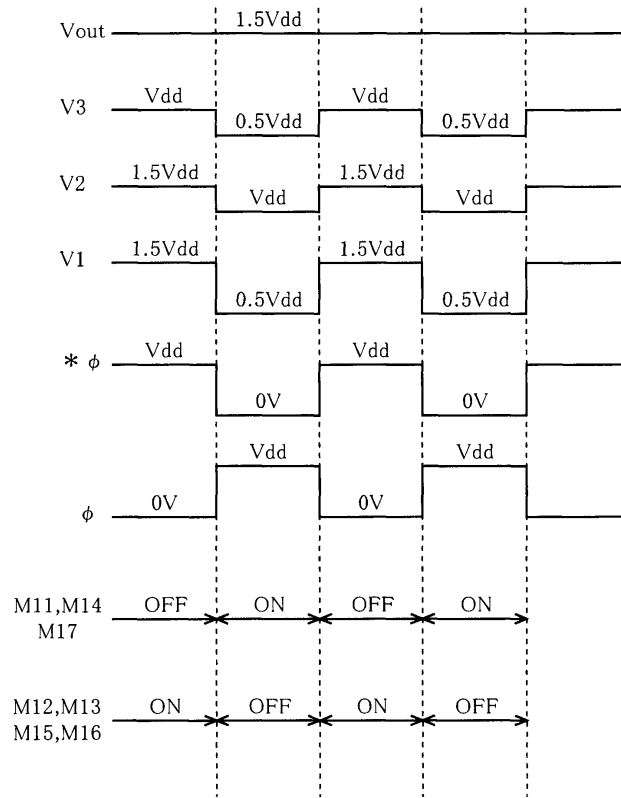 1.5Vdd
Vout
Vdd Vdd
V3
0.5Vdd 0.5Vdd
1.5Vdd 1.5Vdd
V2
Vdd Vdd
1.5Vdd 1.5Vdd
V1
0.5Vdd 0.5Vdd
Vdd Vdd
* φ
0V 0V
Vdd Vdd
φ 0V 0V
M11,M14 OFF ON OFF ON
M17
M12,M13 ON OFF ON OFF
M15,M16